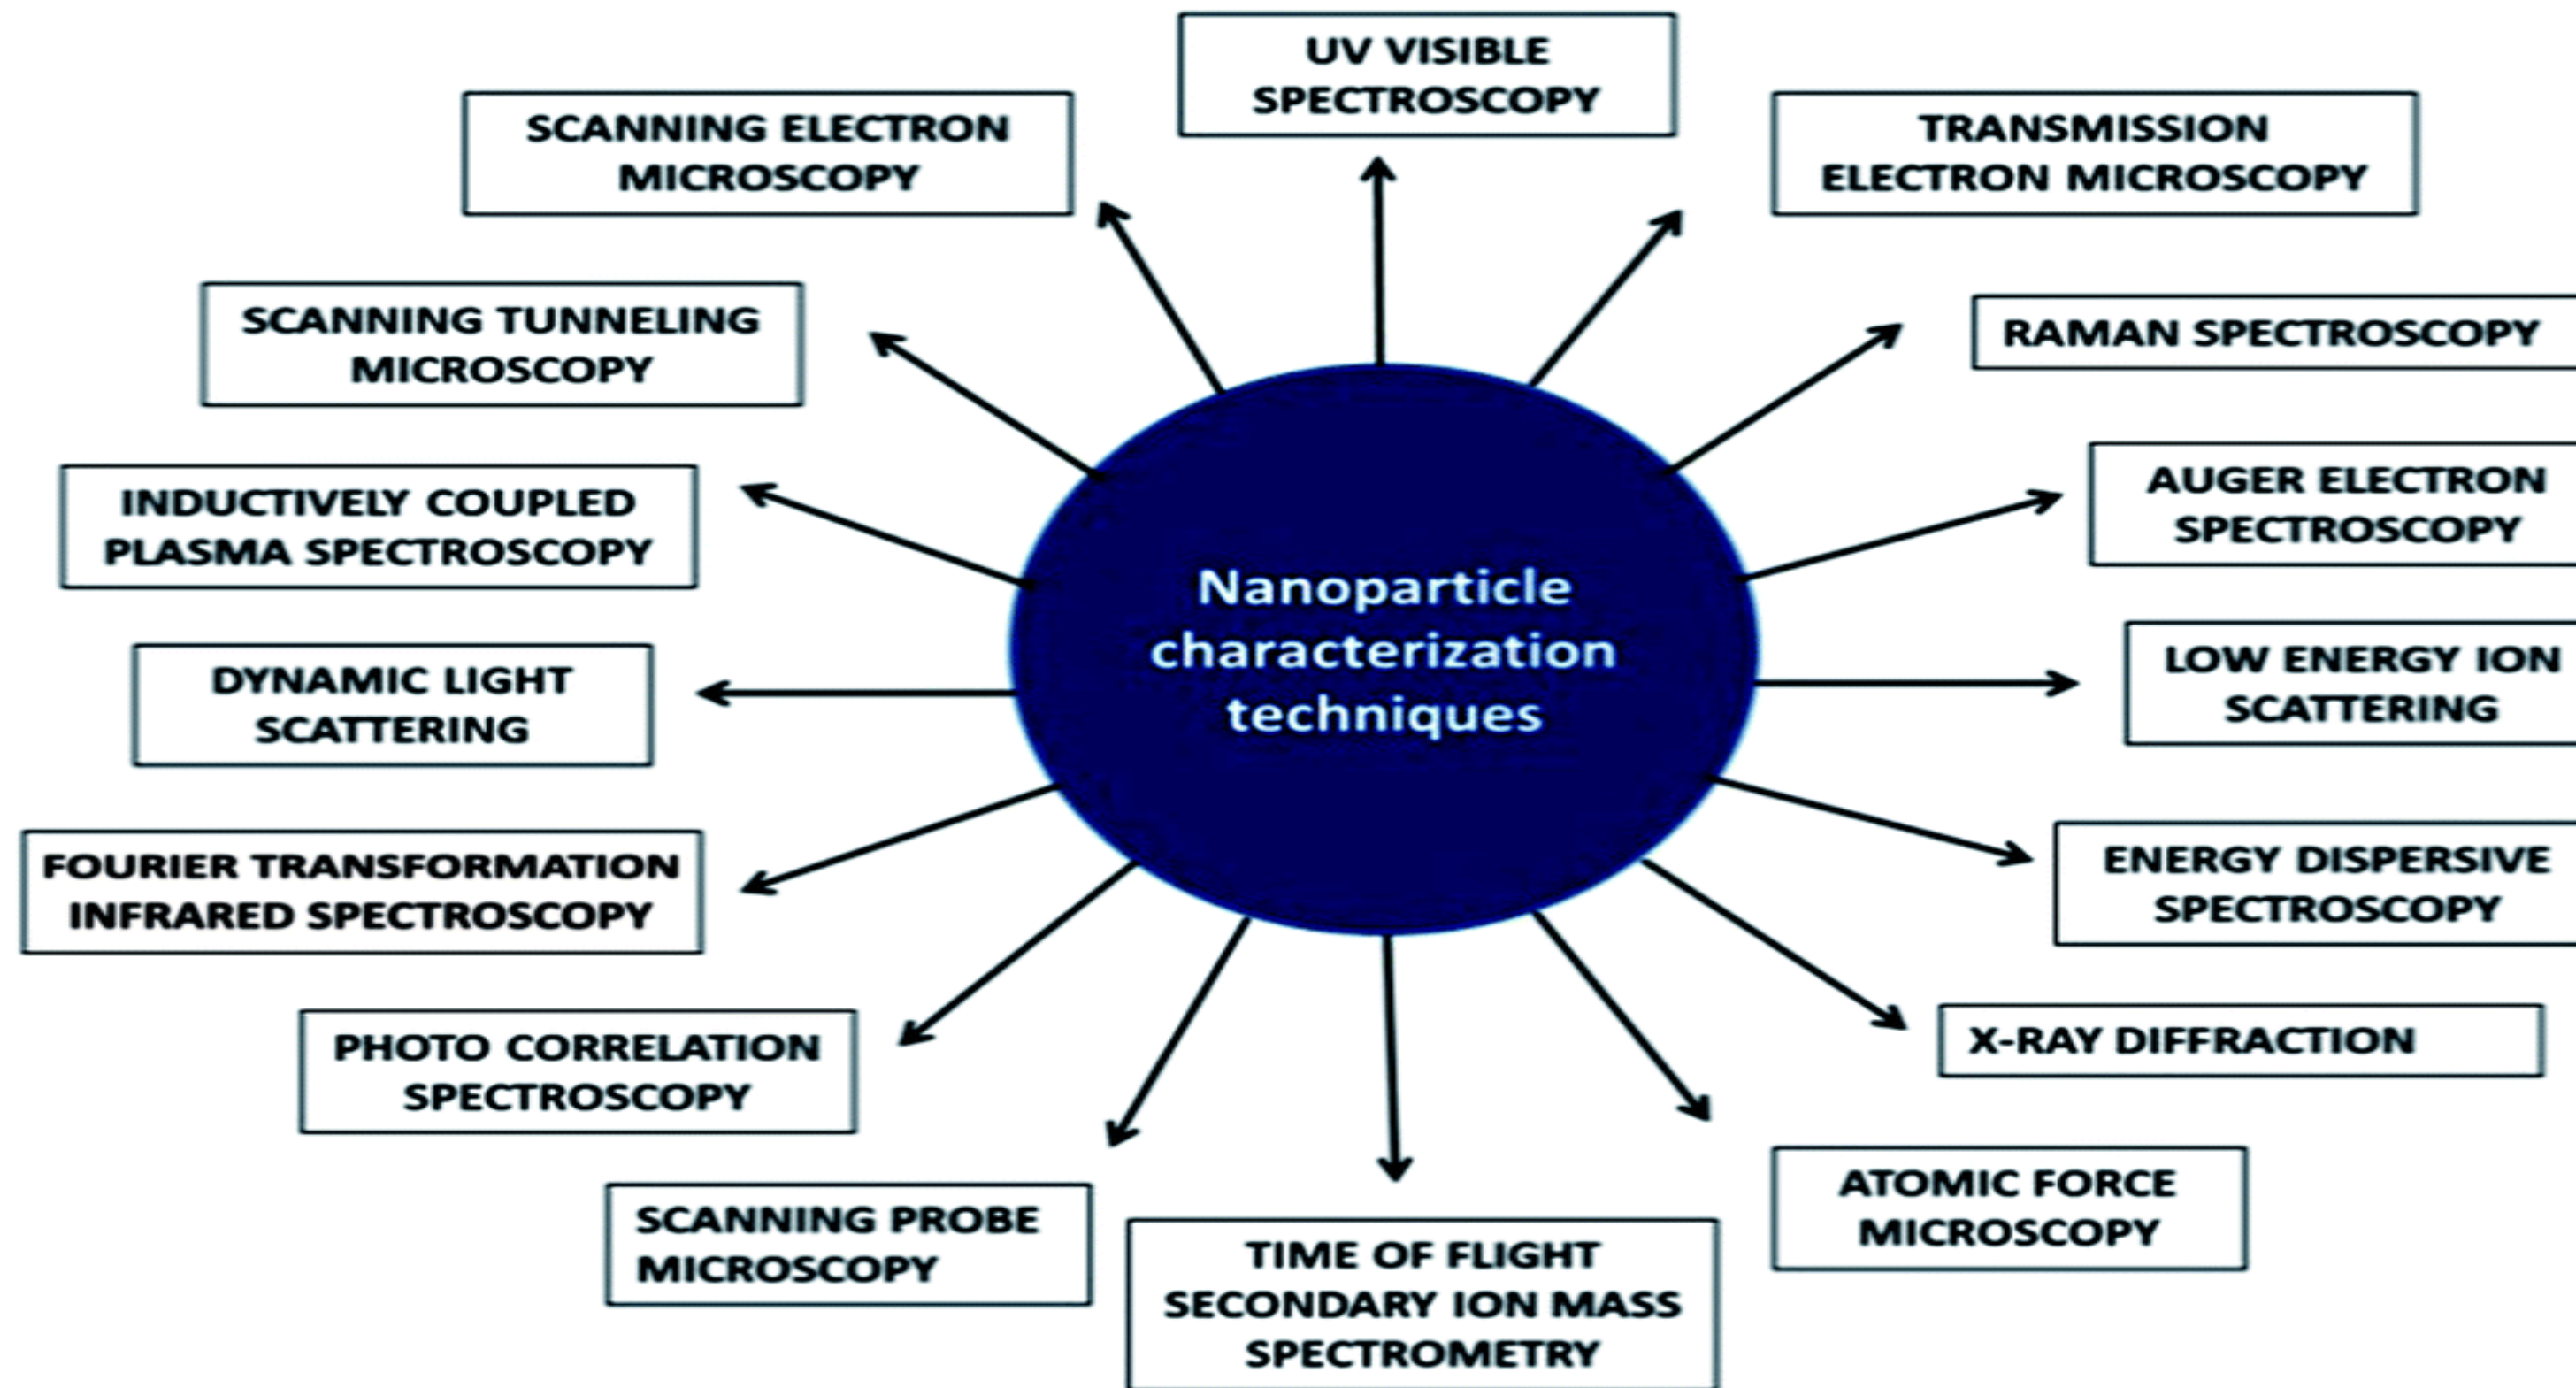 UV VISIBLE
SPECTROSCOPY
SCANNING ELECTRON
MICROSCOPY
TRANSMISSION
ELECTRON MICROSCOPY
SCANNING TUNNELING
MICROSCOPY
RAMAN SPECTROSCOPY
INDUCTIVELY COUPLED
PLASMA SPECTROSCOPY
AUGER ELECTRON
SPECTROSCOPY
Nanoparticle
characterization
techniques
DYNAMIC LIGHT
SCATTERING
LOW ENERGY ION
SCATTERING
FOURIER TRANSFORMATION
INFRARED SPECTROSCOPY
ENERGY DISPERSIVE
SPECTROSCOPY
PHOTO CORRELATION
SPECTROSCOPY
X-RAY DIFFRACTION
SCANNING PROBE
MICROSCOPY
TIME OF FLIGHT
SECONDARY ION MASS
SPECTROMETRY
ATOMIC FORCE
MICROSCOPY